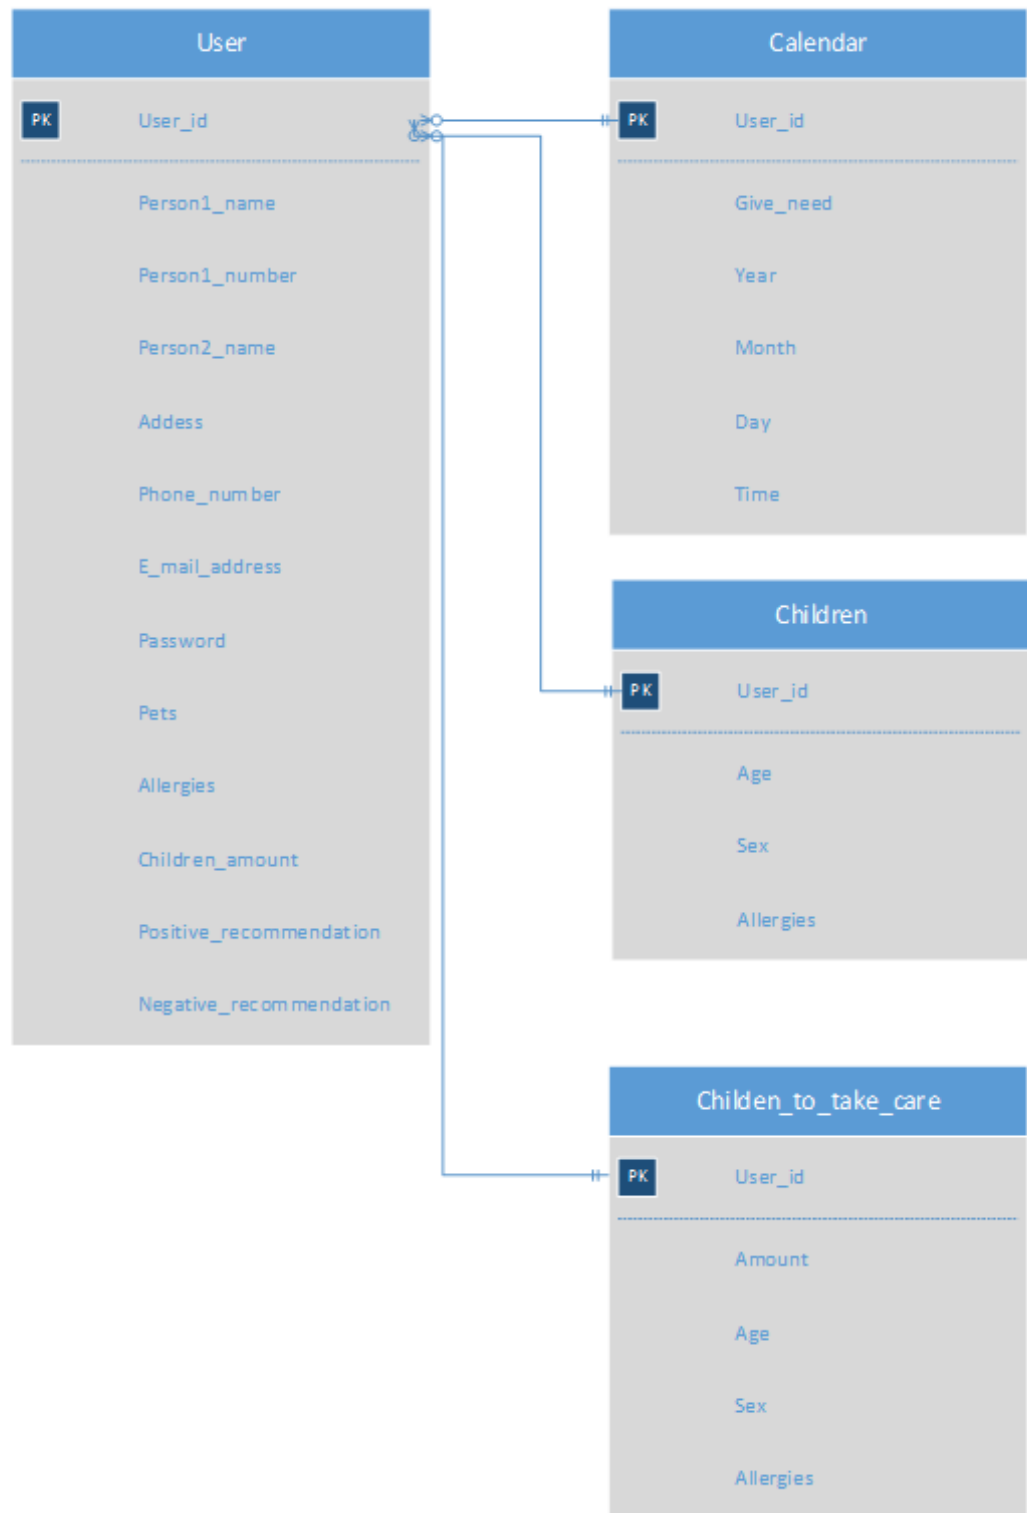 User
PK User_id
Person1_name
Person1_number
Person2_name
Addess
Phone_number
E_mail_address
Password
Pets
Allergies
Children_amount
Positive_recommendation
Negative_recommendation
Calendar
PK User_id
Give_need
Year
Month
Day
Time
Children
PK User_id
Age
Sex
Allergies
Childen_to_take_care
PK User_id
Amount
Age
Sex
Allergies